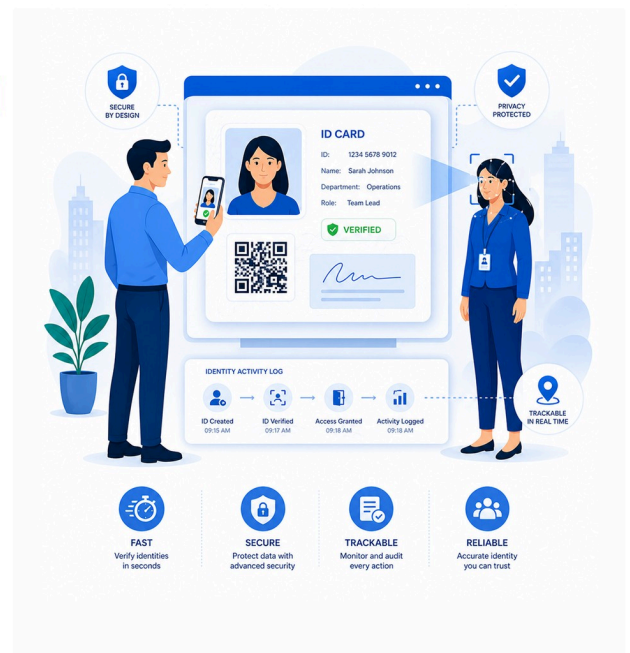 SECURE
BY DESIGN
PRIVACY
PROTECTED
ID CARD
ID: 1234 5678 9012
Name: Sarah Johnson
Department: Operations
Role: Team Lead
VERIFIED
IDENTITY ACTIVITY LOG
ID Created
09:15 AM
ID Verified
09:17 AM
Access Granted
09:18 AM
Activity Logged
09:18 AM
TRACKABLE
IN REAL TIME
FAST
Verify identities
in seconds
SECURE
Protect data with
advanced security
TRACKABLE
Monitor and audit
every action
RELIABLE
Accurate identity
you can trust